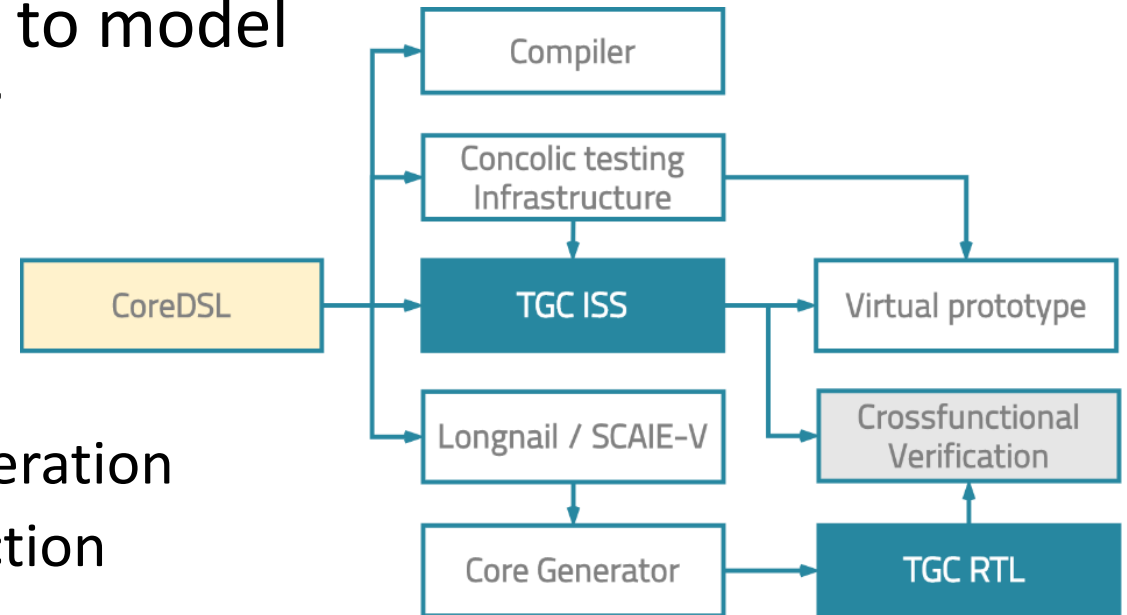 to model
Compiler
Concolic testing
Infrastructure
CoreDSL
TGC ISS
Virtual prototype
Longnail / SCAIE-V
Crossfunctional
Verification
eration
ction
Core Generator
TGC RTL